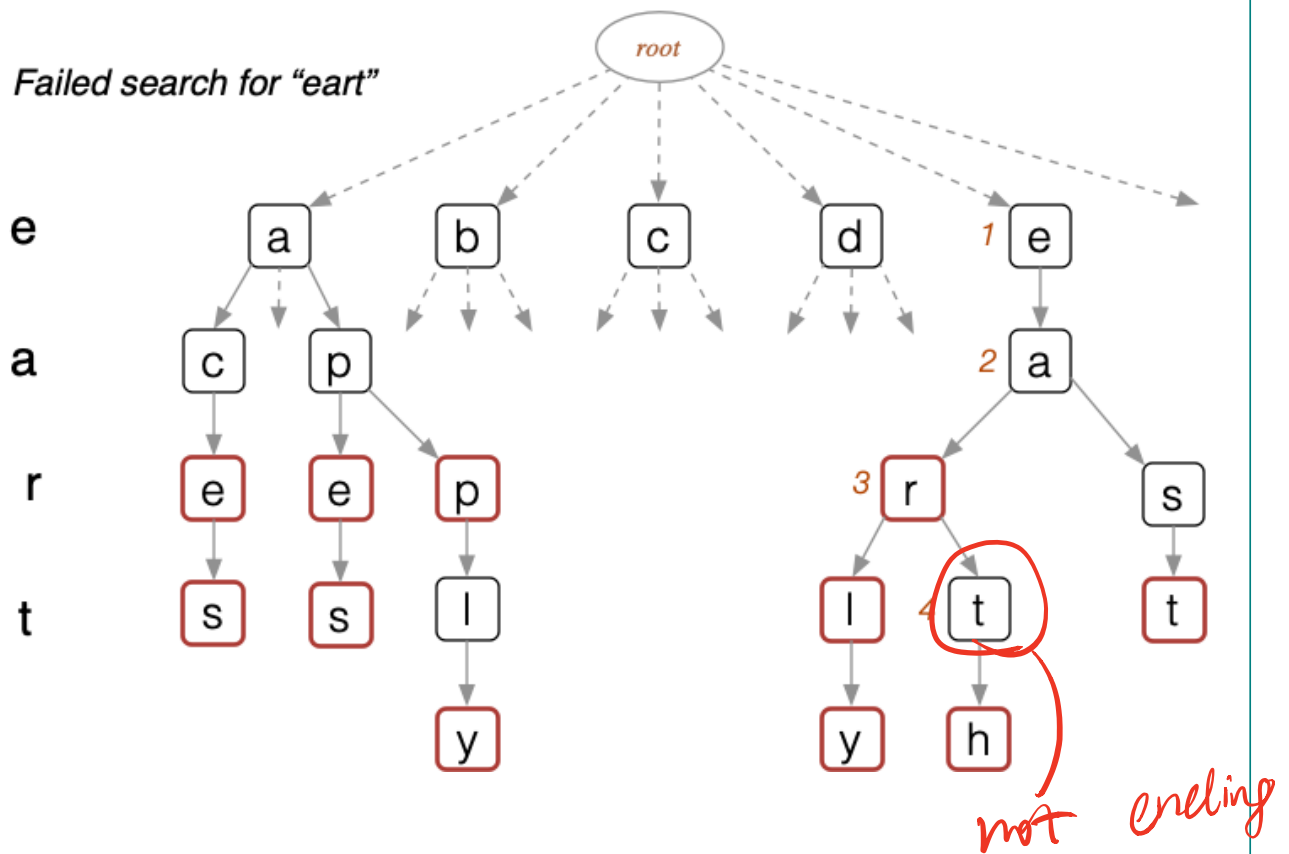 root
Failed search for “eart”
e a b c d 1 e
a c p 2 a
r e e p 3 r s
t s s l l 4 t t
y y h
not ending